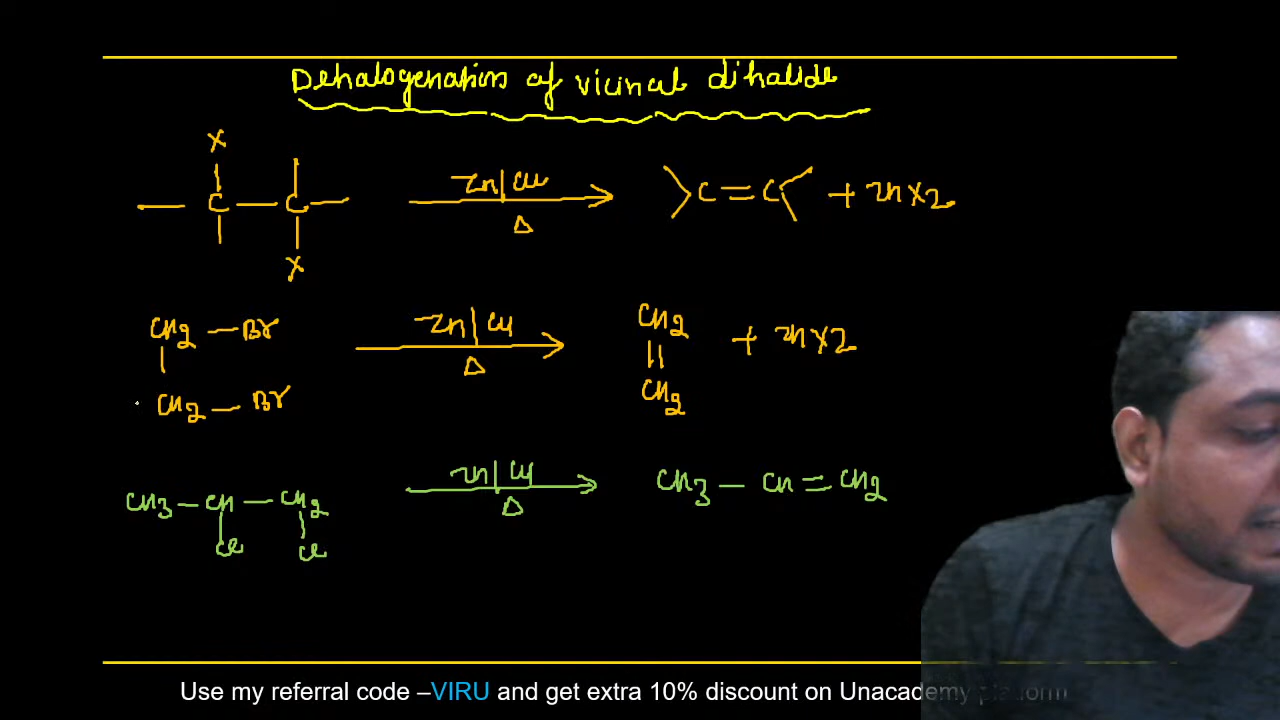 Dehalogenation of vicinal dihalide
X
— C — C — Zn|Cu >C=C< + ZnX2
Δ
X
CH2 — Br Zn|Cu CH2 + ZnX2
| Δ ||
CH2 — Br CH2
CH3 — CH — CH2 Zn|Cu CH3 — CH = CH2
Δ
Cl Cl
Use my referral code –VIRU and get extra 10% discount on Unacademy platform